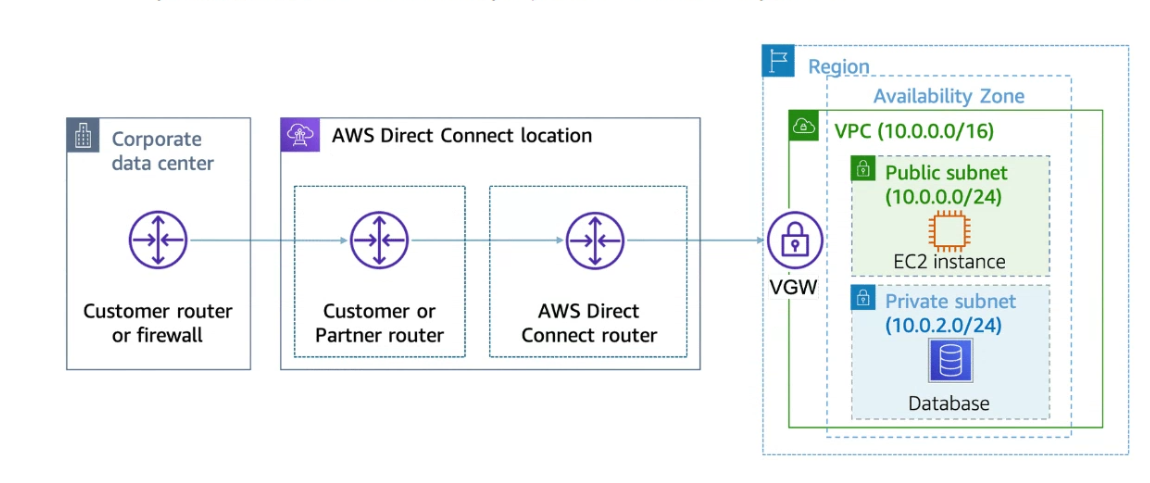 Corporate
data center
Customer router
or firewall
AWS Direct Connect location
Customer or
Partner router
AWS Direct
Connect router
Region
Availability Zone
VPC (10.0.0.0/16)
VGW
Public subnet
(10.0.0.0/24)
EC2 instance
Private subnet
(10.0.2.0/24)
Database